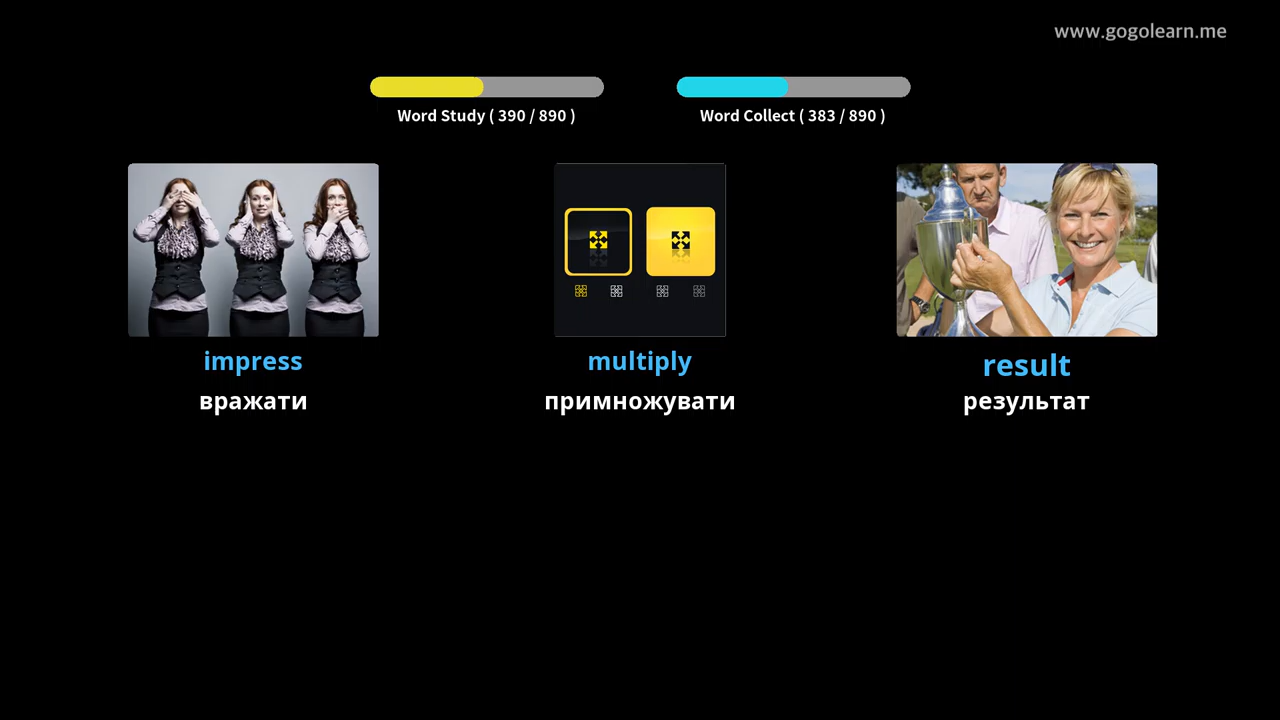 www.gogolearn.me
Word Study ( 390 / 890 )
Word Collect ( 383 / 890 )
impress
вражати
multiply
примножувати
result
результат